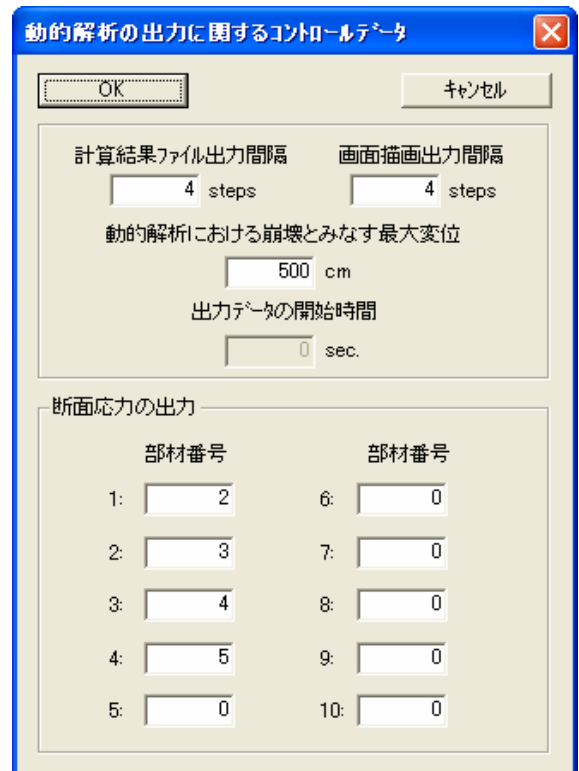 動的解析の出力に関するｺﾝﾄﾛｰﾙﾃﾞｰﾀ
OK ｷｬﾝｾﾙ
計算結果ﾌｧｲﾙ出力間隔 画面描画出力間隔
4 steps 4 steps
動的解析における崩壊とみなす最大変位
500 cm
出力ﾃﾞｰﾀの開始時間
0 sec.
断面応力の出力
部材番号 部材番号
1: 2 6: 0
2: 3 7: 0
3: 4 8: 0
4: 5 9: 0
5: 0 10: 0